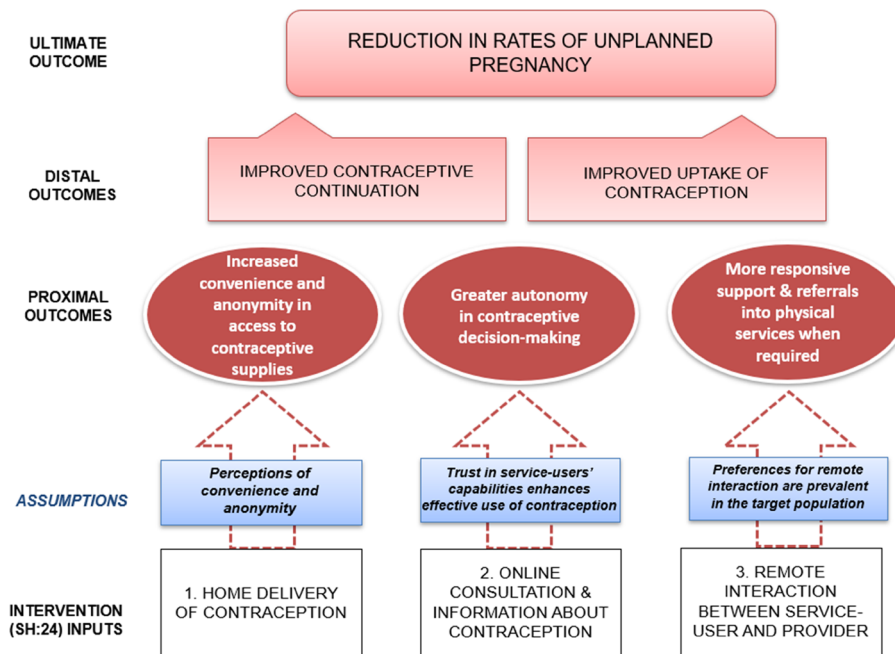 ULTIMATE
OUTCOME
REDUCTION IN RATES OF UNPLANNED
PREGNANCY
DISTAL
OUTCOMES
IMPROVED CONTRACEPTIVE
CONTINUATION
IMPROVED UPTAKE OF
CONTRACEPTION
PROXIMAL
OUTCOMES
Increased
convenience and
anonymity in
access to
contraceptive
supplies
Greater autonomy
in contraceptive
decision-making
More responsive
support & referrals
into physical
services when
required
ASSUMPTIONS
Perceptions of
convenience and
anonymity
Trust in service-users'
capabilities enhances
effective use of contraception
Preferences for remote
interaction are prevalent
in the target population
INTERVENTION
(SH:24) INPUTS
1. HOME DELIVERY
OF CONTRACEPTION
2. ONLINE
CONSULTATION &
INFORMATION ABOUT
CONTRACEPTION
3. REMOTE
INTERACTION
BETWEEN SERVICE-
USER AND PROVIDER